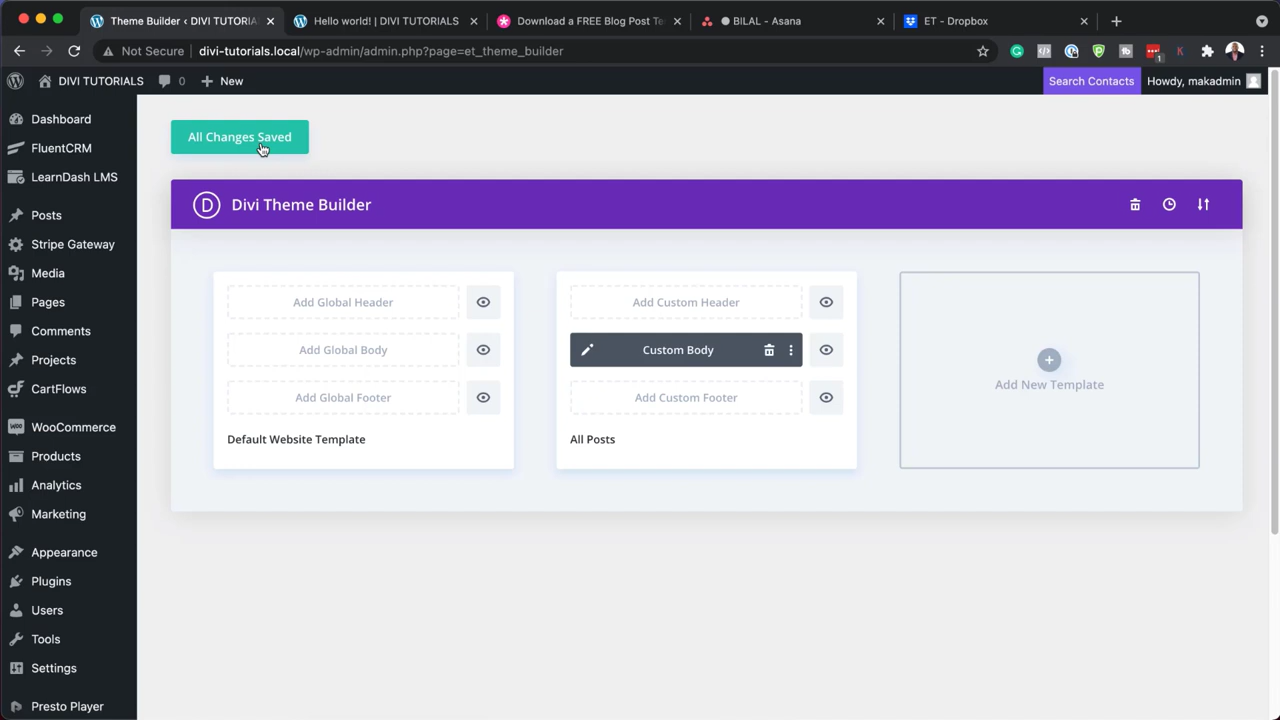 Theme Builder ‹ DIVI TUTORIAL
Hello world! | DIVI TUTORIALS
Download a FREE Blog Post Te
BILAL - Asana
ET - Dropbox
Not Secure
divi-tutorials.local/wp-admin/admin.php?page=et_theme_builder
1
DIVI TUTORIALS
0
New
Search Contacts
Howdy, makadmin
Dashboard
FluentCRM
LearnDash LMS
Posts
Stripe Gateway
Media
Pages
Comments
Projects
CartFlows
WooCommerce
Products
Analytics
Marketing
Appearance
Plugins
Users
Tools
Settings
Presto Player
All Changes Saved
D
Divi Theme Builder
Add Global Header
Add Global Body
Add Global Footer
Default Website Template
Add Custom Header
Custom Body
Add Custom Footer
All Posts
Add New Template